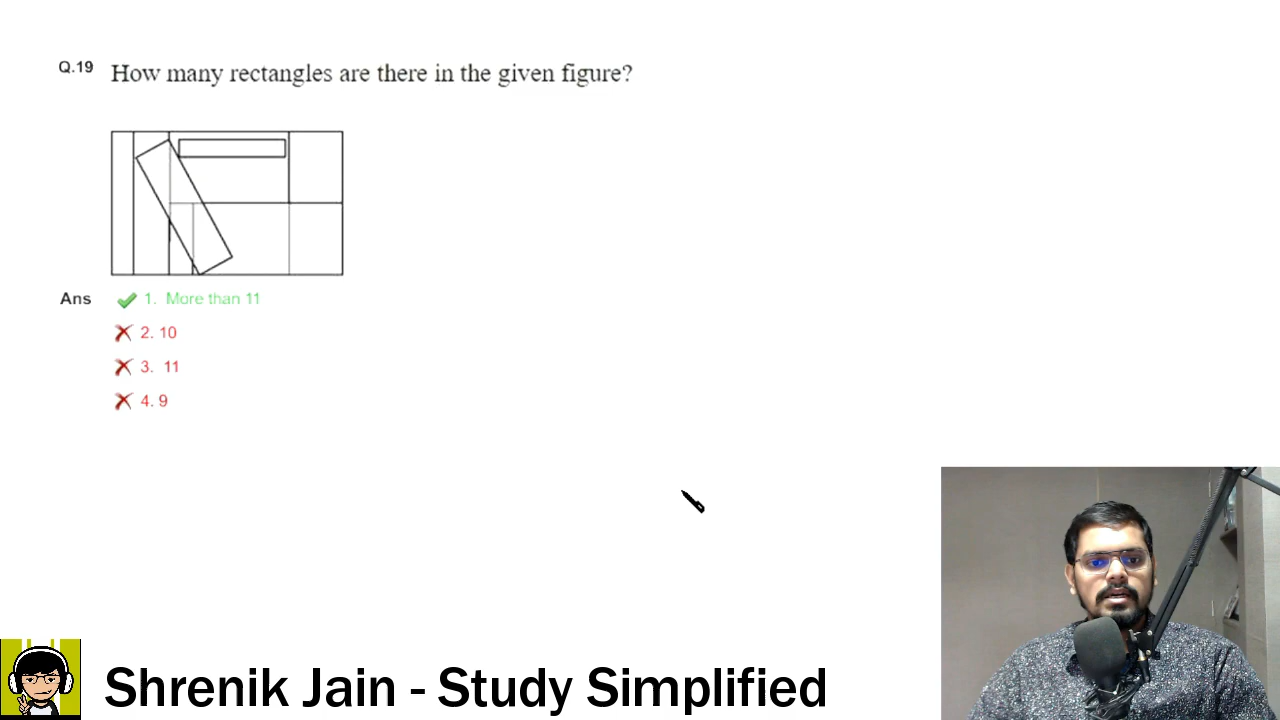 Q.19 How many rectangles are there in the given figure?
Ans 1. More than 11
2. 10
3. 11
4. 9
Shrenik Jain - Study Simplified